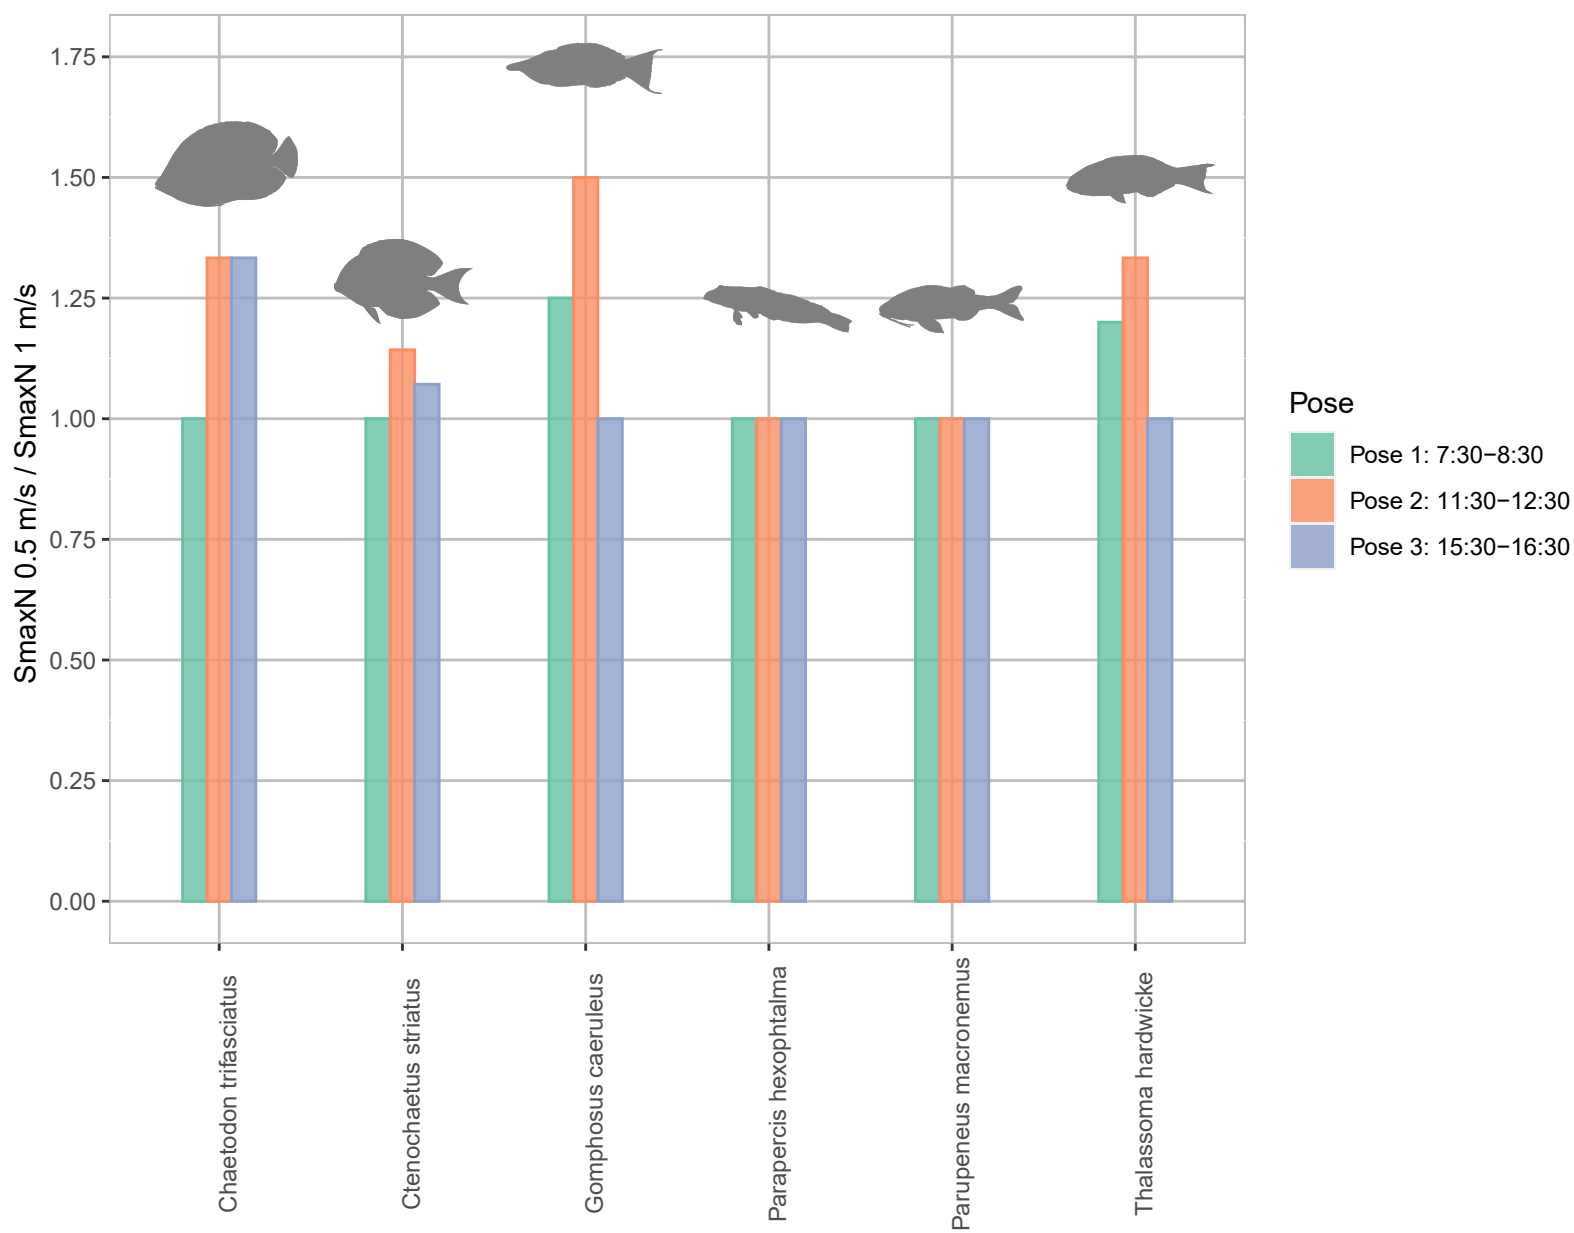 SmaxN 0.5 m/s / SmaxN 1 m/s
1.75
1.50
1.25
1.00
0.75
0.50
0.25
0.00
Chaetodon trifasciatus
Ctenochaetus striatus
Gomphosus caeruleus
Parapercis hexophtalma
Parupeneus macronemus
Thalassoma hardwicke
Pose
Pose 1: 7:30−8:30
Pose 2: 11:30−12:30
Pose 3: 15:30−16:30